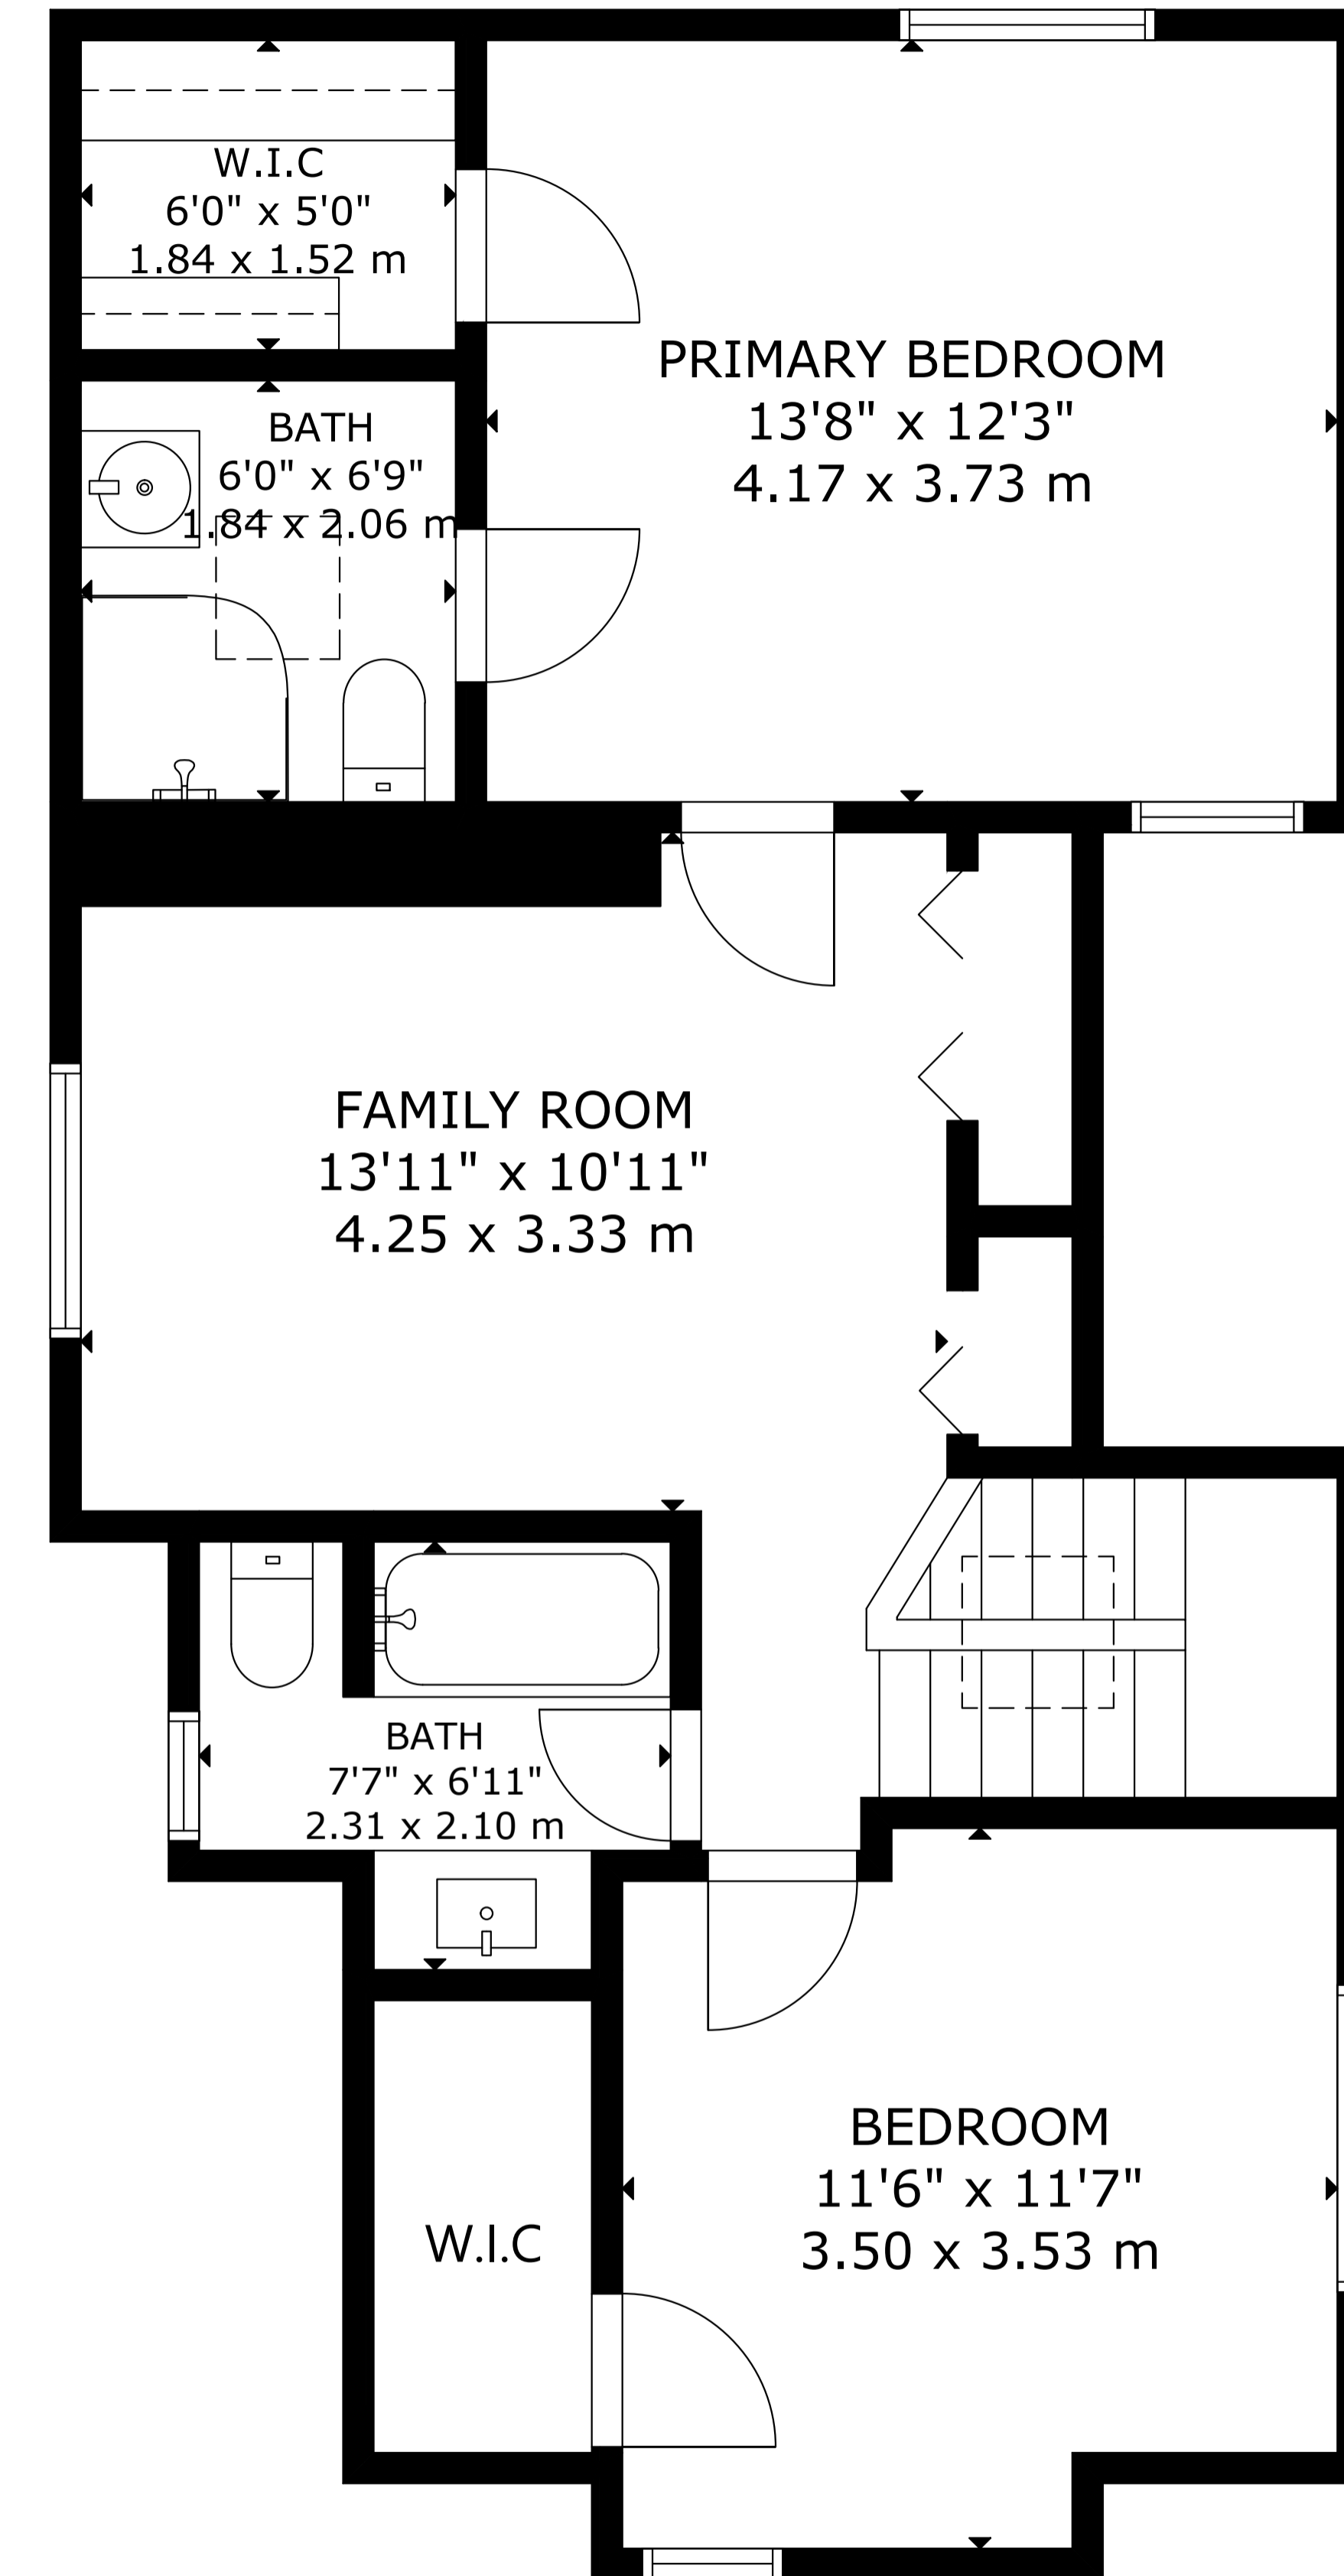 W.I.C
6'0" x 5'0"
1.84 x 1.52 m
PRIMARY BEDROOM
13'8" x 12'3"
4.17 x 3.73 m
BATH
6'0" x 6'9"
1.84 x 2.06 m
FAMILY ROOM
13'11" x 10'11"
4.25 x 3.33 m
BATH
7'7" x 6'11"
2.31 x 2.10 m
BEDROOM
11'6" x 11'7"
3.50 x 3.53 m
W.I.C